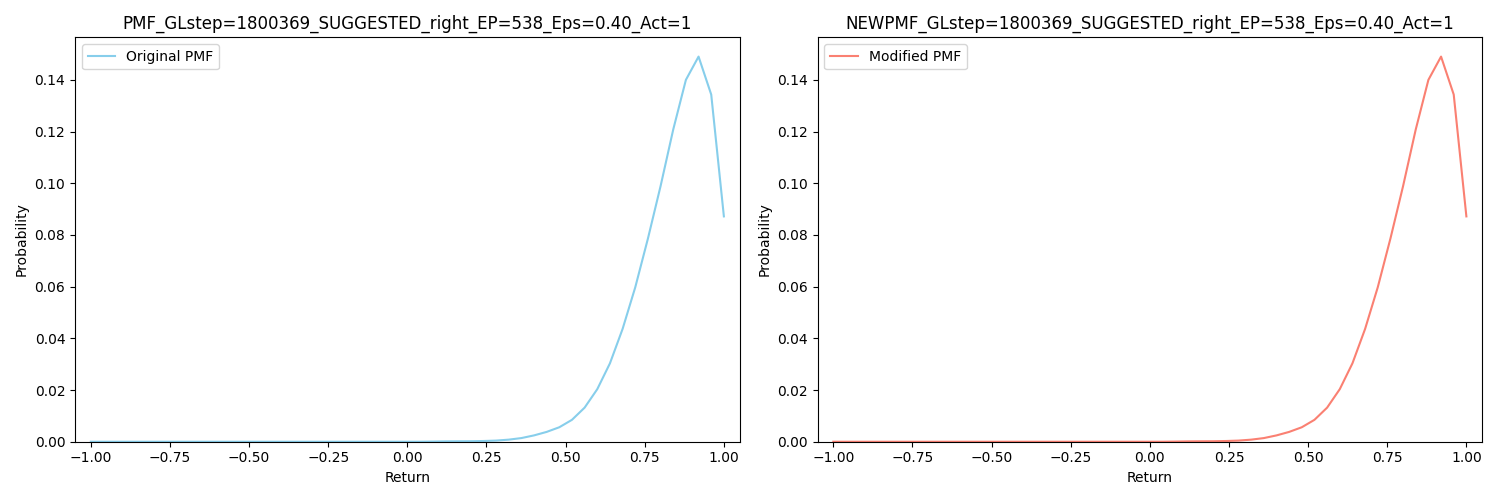 PMF_GLstep=1800369_SUGGESTED_right_EP=538_Eps=0.40_Act=1
Original PMF
Probability
0.14
0.12
0.10
0.08
0.06
0.04
0.02
0.00
−1.00 −0.75 −0.50 −0.25 0.00 0.25 0.50 0.75 1.00
Return
NEWPMF_GLstep=1800369_SUGGESTED_right_EP=538_Eps=0.40_Act=1
Modified PMF
Probability
0.14
0.12
0.10
0.08
0.06
0.04
0.02
0.00
−1.00 −0.75 −0.50 −0.25 0.00 0.25 0.50 0.75 1.00
Return